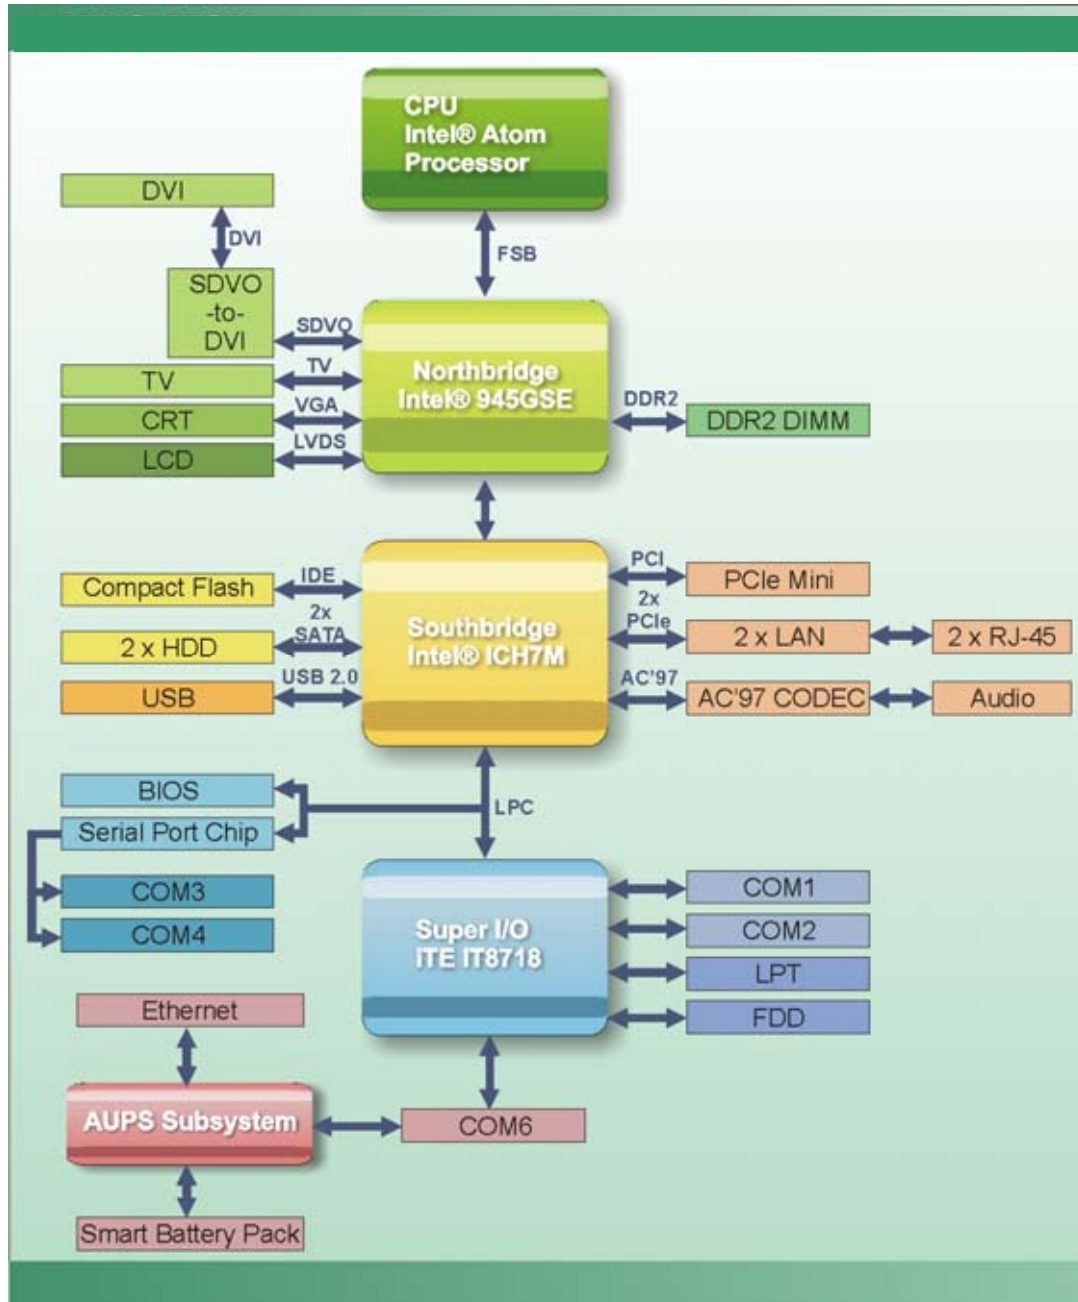 CPU
Intel® Atom
Processor
DVI
DVI
FSB
SDVO
-to-
DVI
SDVO
TV
TV
Northbridge
Intel® 945GSE
DDR2
DDR2 DIMM
CRT
VGA
LCD
LVDS
Compact Flash
IDE
PCI
PCIe Mini
2 x HDD
2x
SATA
Southbridge
Intel® ICH7M
2x
PCIe
2 x LAN
2 x RJ-45
USB
USB 2.0
AC'97
AC'97 CODEC
Audio
BIOS
LPC
Serial Port Chip
COM3
COM4
Super I/O
iTE IT8718
COM1
COM2
LPT
FDD
Ethernet
AUPS Subsystem
COM6
Smart Battery Pack